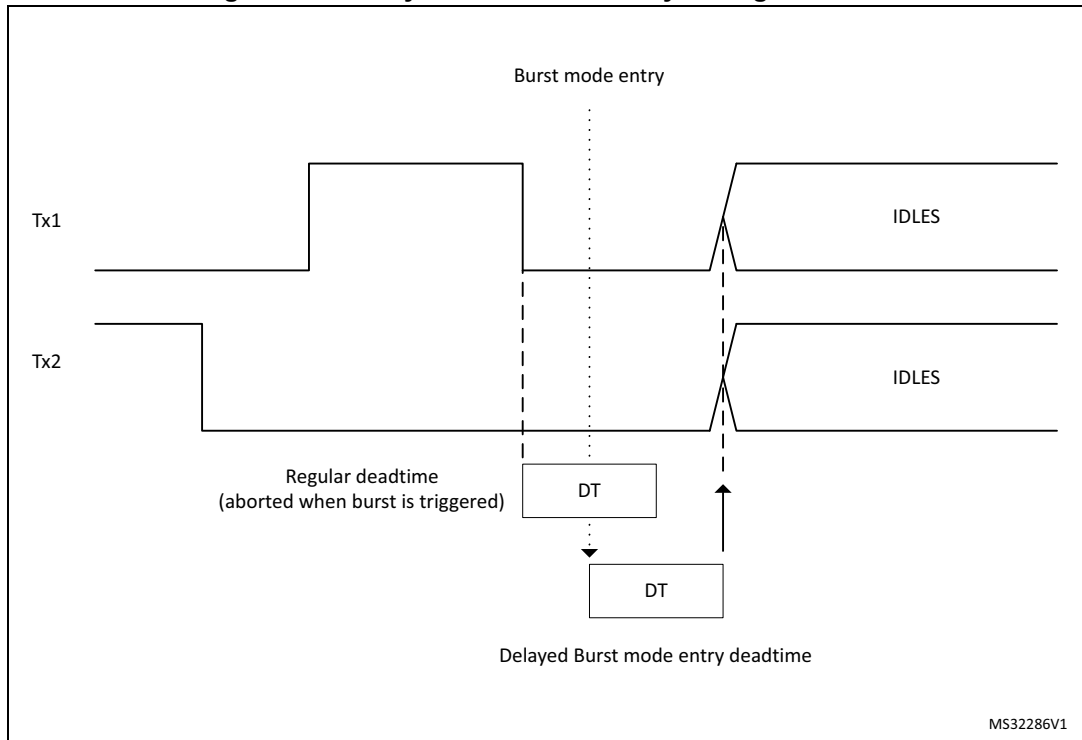 Burst mode entry
Tx1
IDLES
Tx2
IDLES
Regular deadtime
(aborted when burst is triggered)
DT
DT
Delayed Burst mode entry deadtime
MS32286V1